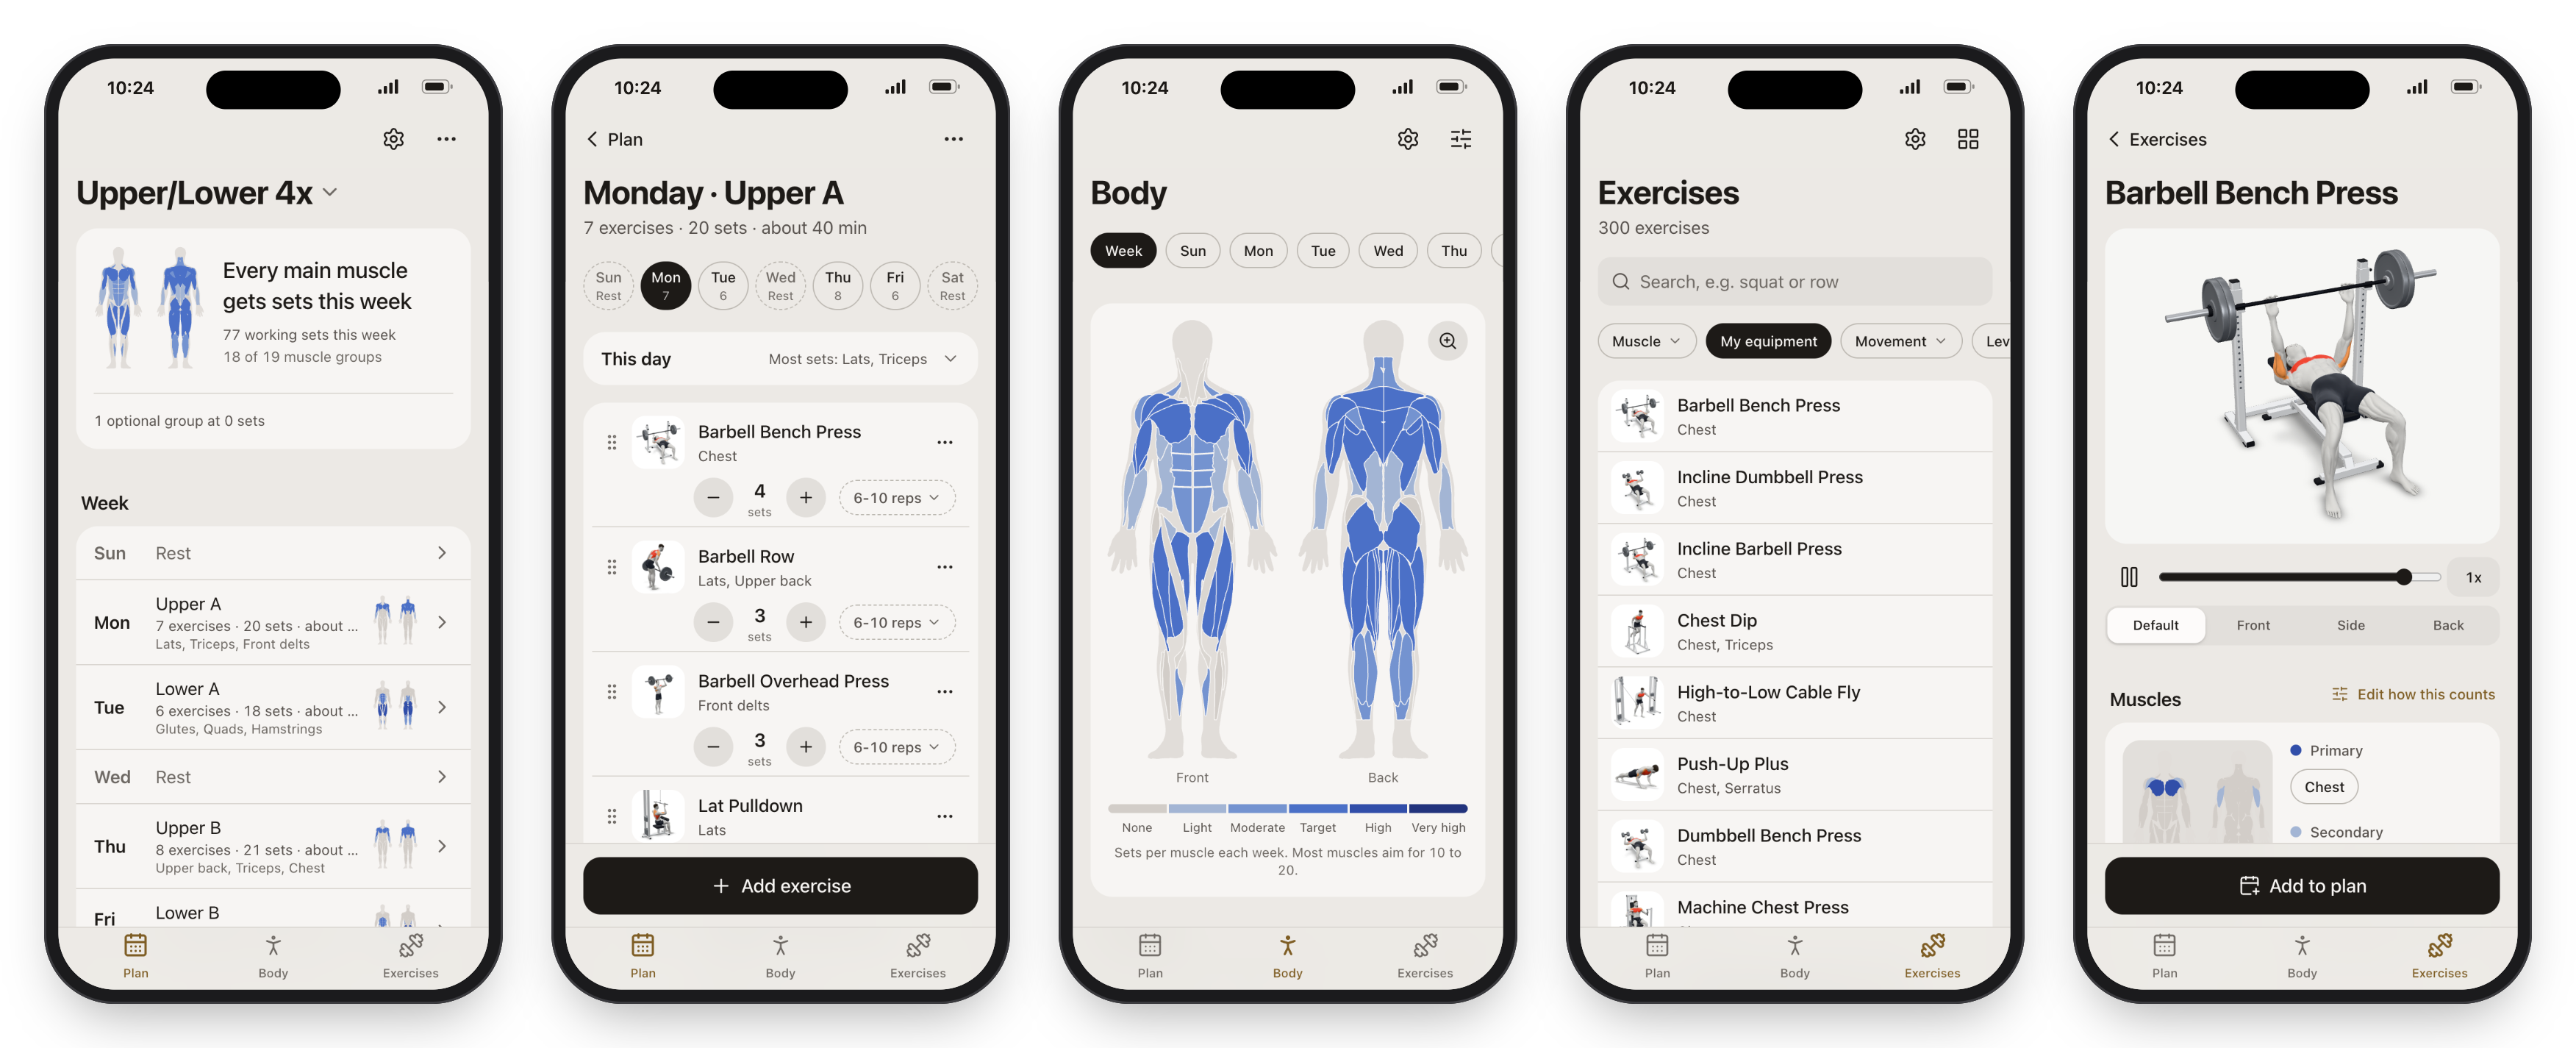 10:24
Upper/Lower 4x
Every main muscle
gets sets this week
77 working sets this week
18 of 19 muscle groups
1 optional group at 0 sets
Week
Sun
Rest
Mon
Upper A
7 exercises · 20 sets · about ...
Lats, Triceps, Front delts
Tue
Lower A
6 exercises · 18 sets · about ...
Glutes, Quads, Hamstrings
Wed
Rest
Thu
Upper B
8 exercises · 21 sets · about ...
Upper back, Triceps, Chest
Fri
Lower B
Plan
Body
Exercises
10:24
Plan
Monday · Upper A
7 exercises · 20 sets · about 40 min
Sun
Rest
Mon
7
Tue
6
Wed
Rest
Thu
8
Fri
6
Sat
Rest
This day
Most sets: Lats, Triceps
Barbell Bench Press
Chest
4
sets
6-10 reps
Barbell Row
Lats, Upper back
3
sets
6-10 reps
Barbell Overhead Press
Front delts
3
sets
6-10 reps
Lat Pulldown
Lats
Add exercise
Plan
Body
Exercises
10:24
Body
Week
Sun
Mon
Tue
Wed
Thu
Front
Back
None
Light
Moderate
Target
High
Very high
Sets per muscle each week. Most muscles aim for 10 to
20.
Plan
Body
Exercises
10:24
Exercises
300 exercises
Search, e.g. squat or row
Muscle
My equipment
Movement
Lev
Barbell Bench Press
Chest
Incline Dumbbell Press
Chest
Incline Barbell Press
Chest
Chest Dip
Chest, Triceps
High-to-Low Cable Fly
Chest
Push-Up Plus
Chest, Serratus
Dumbbell Bench Press
Chest
Machine Chest Press
Plan
Body
Exercises
10:24
Exercises
Barbell Bench Press
1x
Default
Front
Side
Back
Muscles
Edit how this counts
Primary
Chest
Secondary
Add to plan
Plan
Body
Exercises